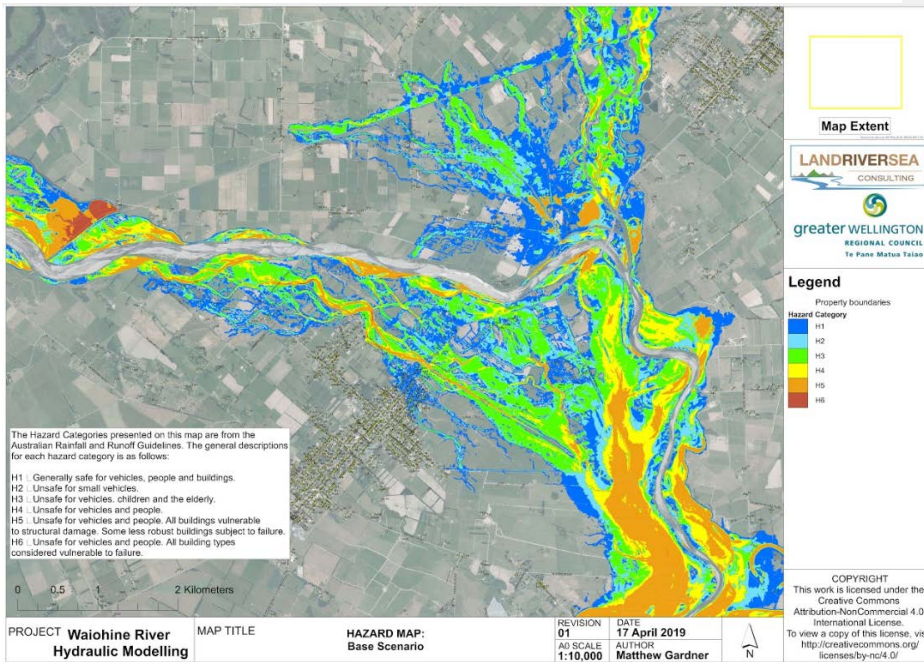 Map Extent
LANDRIVERSEA
CONSULTING
greater WELLINGTON
REGIONAL COUNCIL
Te Pane Matua Taiao
Legend
Property boundaries
Hazard Category
H1
H2
H3
H4
H5
H6
The Hazard Categories presented on this map are from the
Australian Rainfall and Runoff Guidelines. The general descriptions
for each hazard category is as follows:
H1 Generally safe for vehicles, people and buildings.
H2 Unsafe for small vehicles.
H3 Unsafe for vehicles. children and the elderly.
H4 Unsafe for vehicles and people.
H5 Unsafe for vehicles and people. All buildings vulnerable
to structural damage. Some less robust buildings subject to failure.
H6 Unsafe for vehicles and people. All building types
considered vulnerable to failure.
0 0.5 1 2 Kilometers
COPYRIGHT
This work is licensed under the
Creative Commons
Attribution-NonCommercial 4.0
International License.
To view a copy of this license, vis
http://creativecommons.org/
licenses/by-nc/4.0/
PROJECT Waiohine River
Hydraulic Modelling
MAP TITLE
HAZARD MAP:
Base Scenario
REVISION
01
A0 SCALE
1:10,000
DATE
17 April 2019
AUTHOR
Matthew Gardner
N